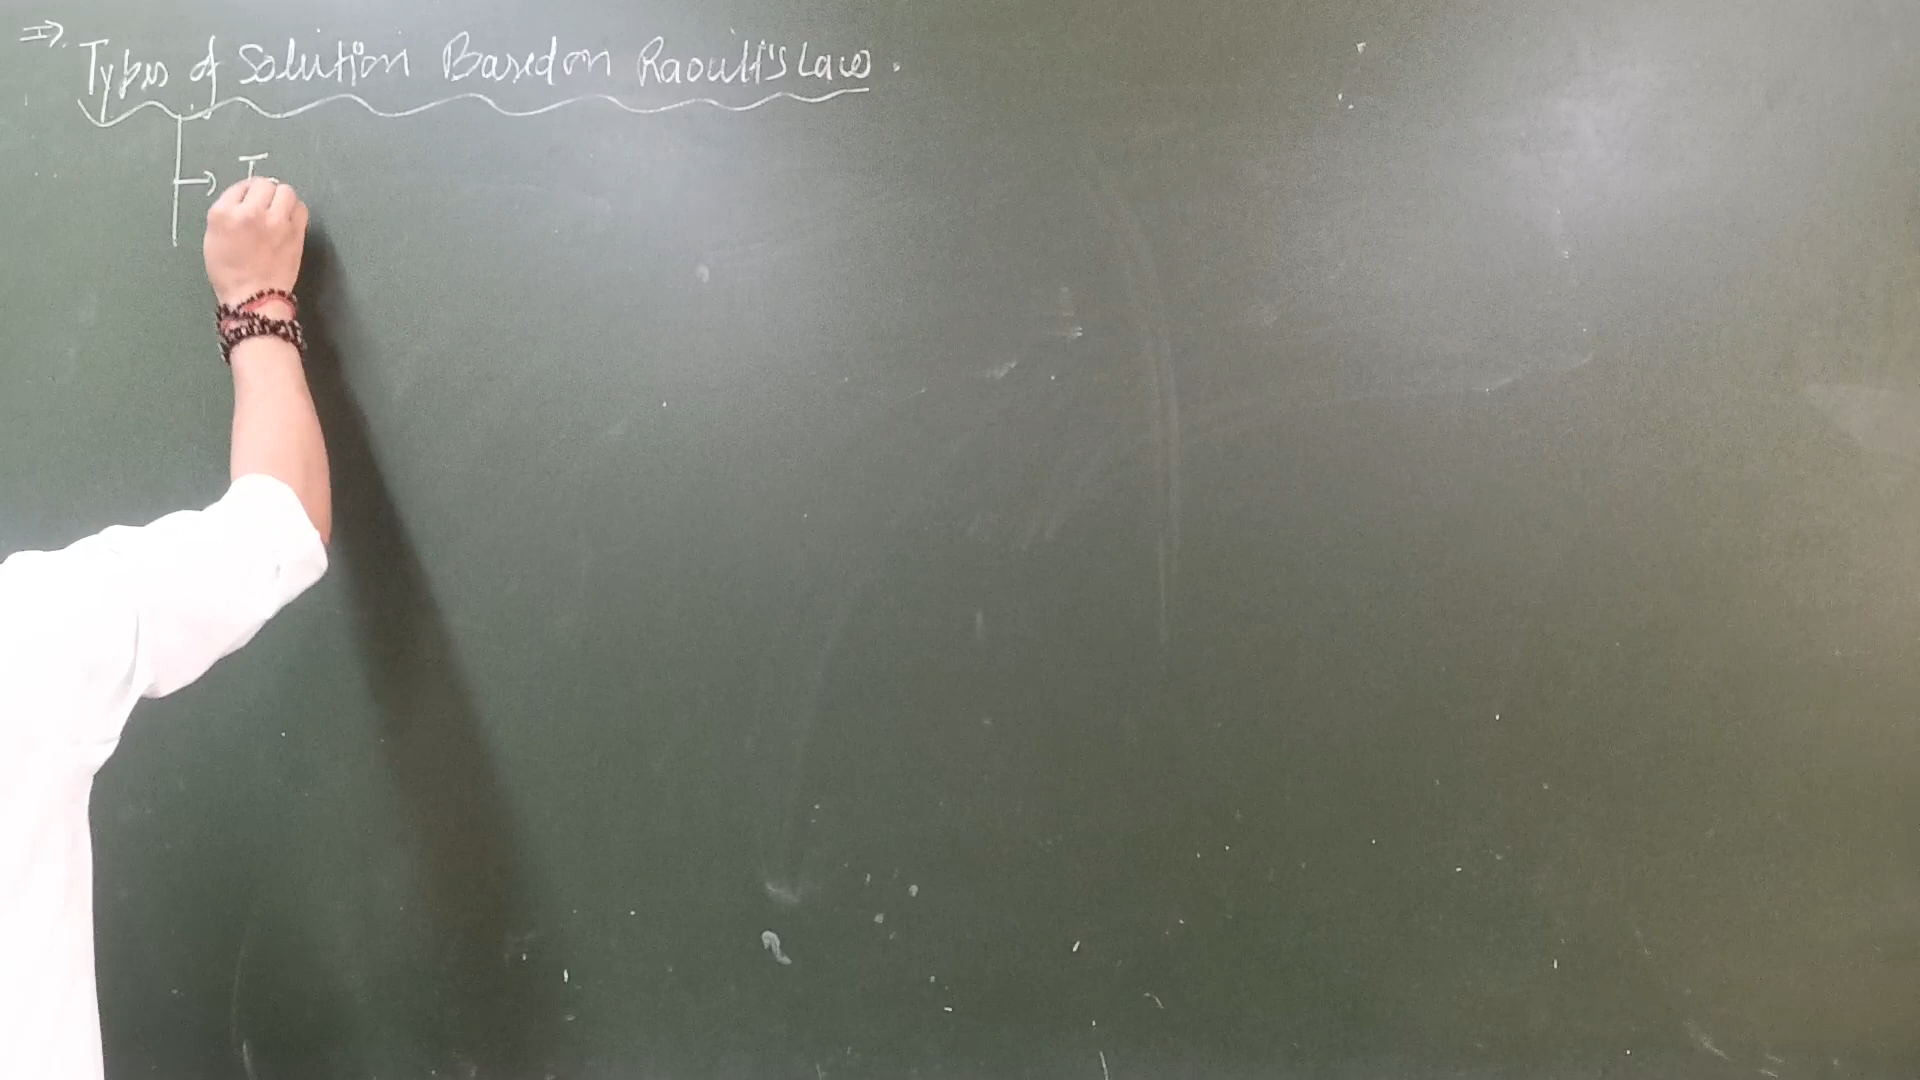 ⇒ Types of Solution Based on Raoult's Law.
→ I